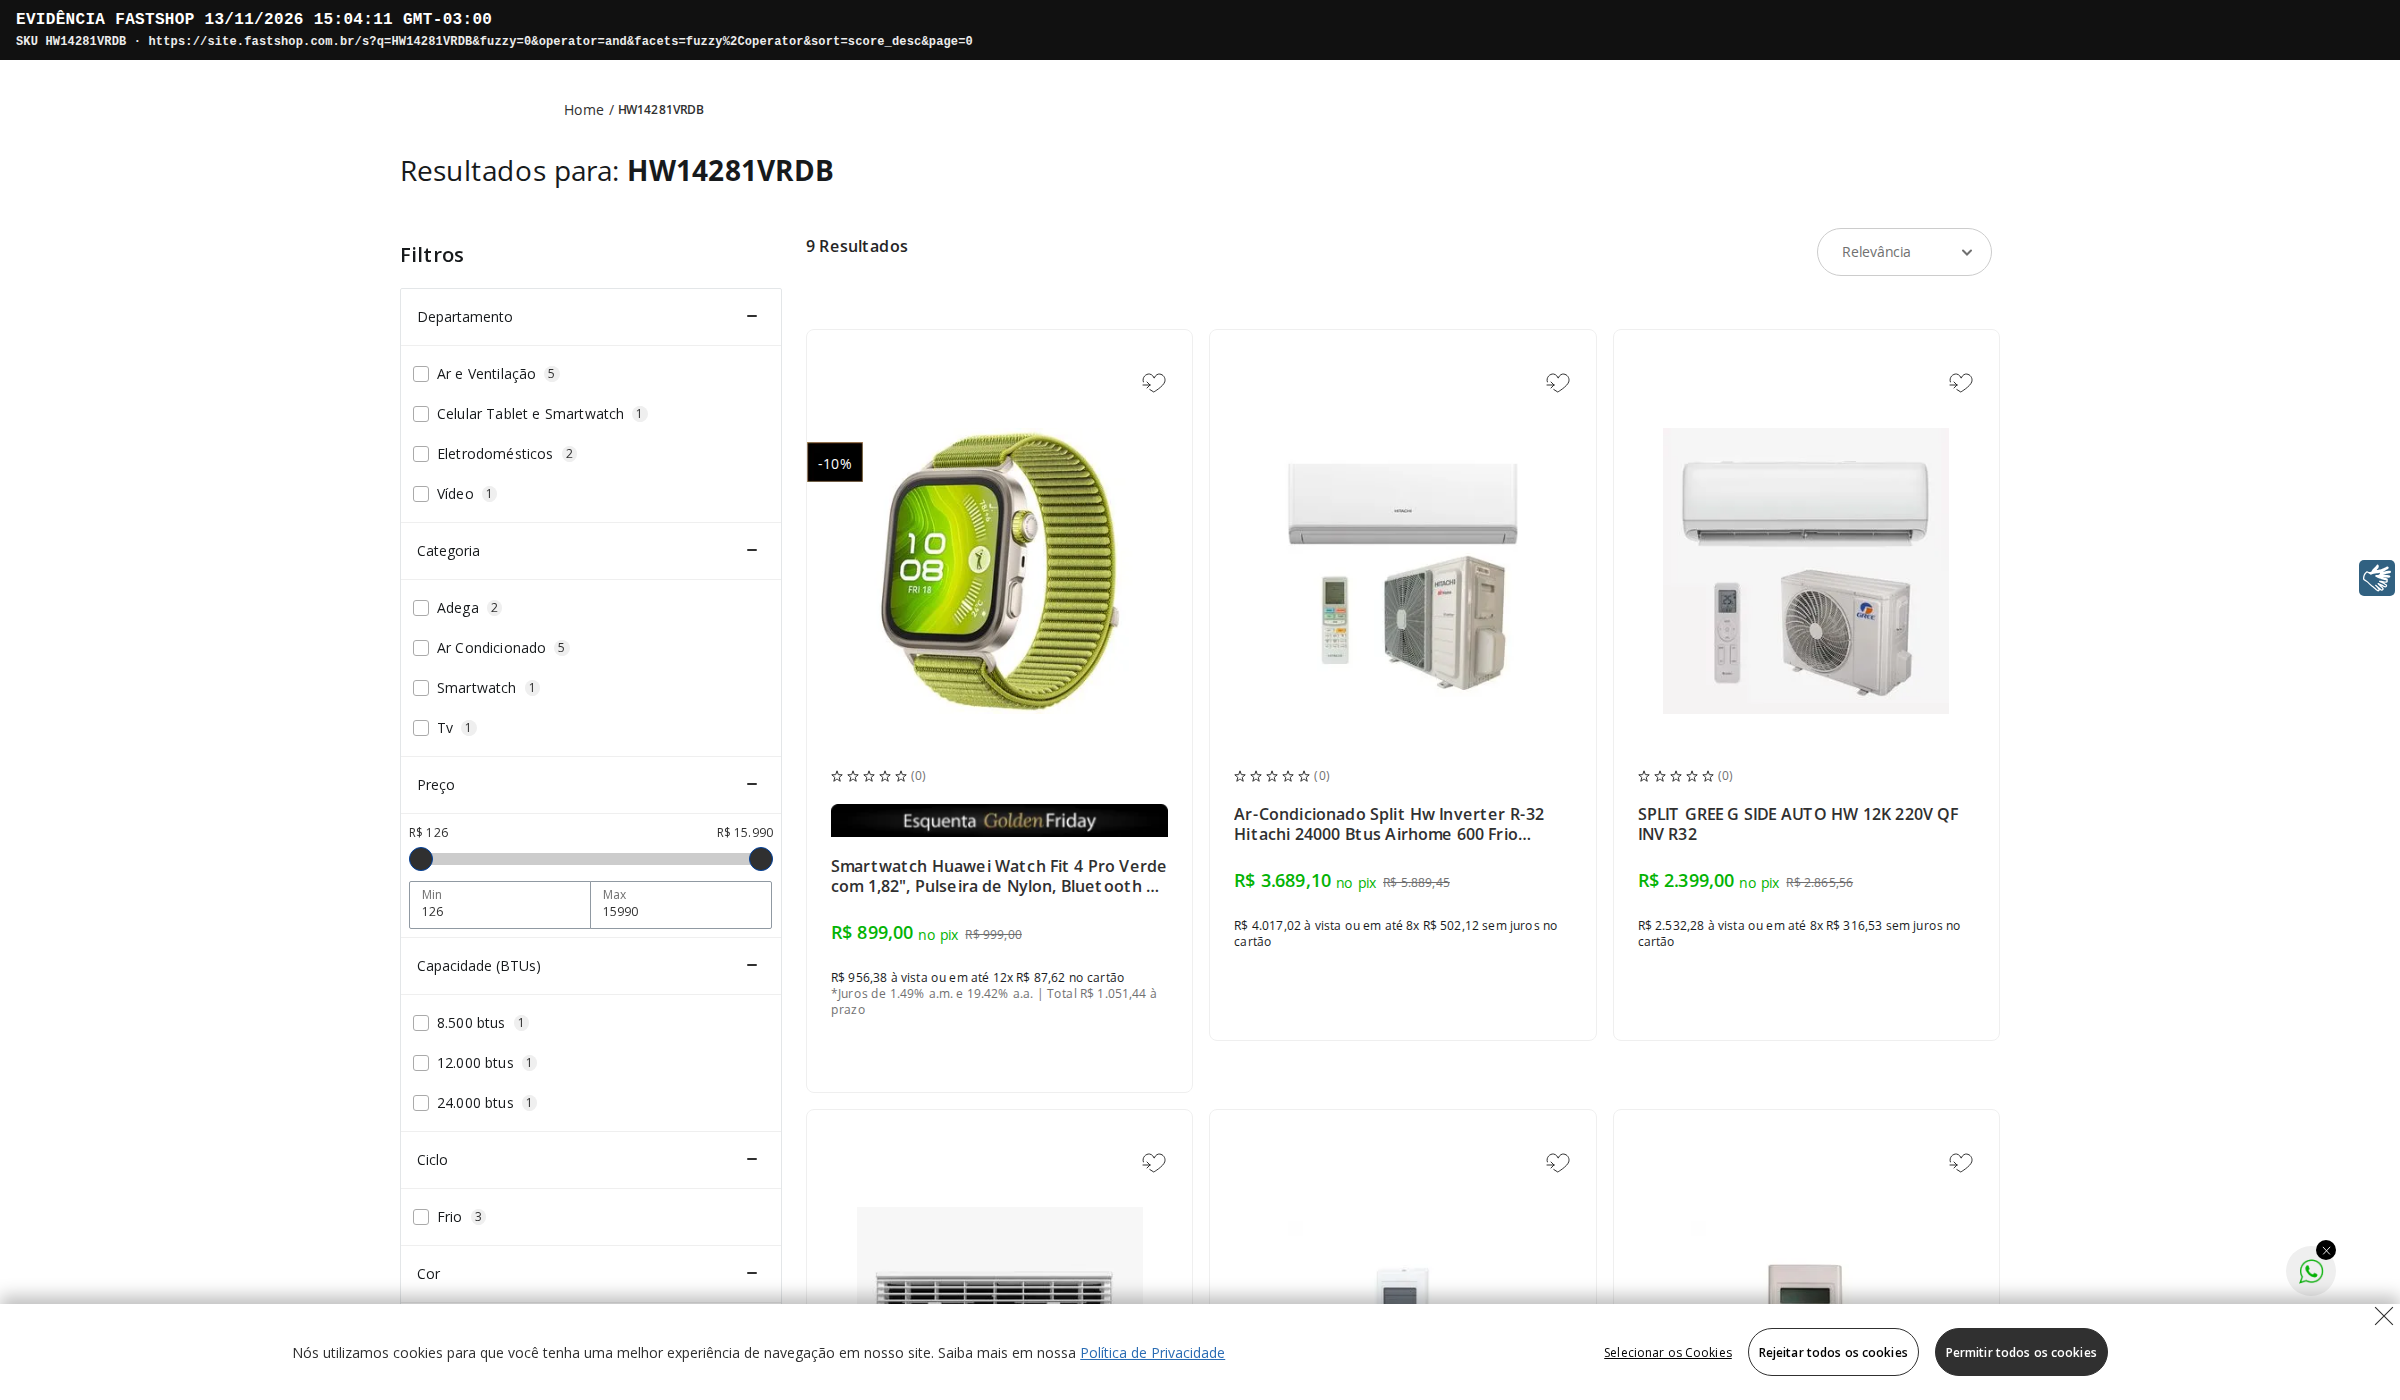 EVIDÊNCIA FASTSHOP 13/11/2026 15:04:11 GMT-03:00
SKU HW14281VRDB · https://site.fastshop.com.br/s?q=HW14281VRDB&fuzzy=0&operator=and&facets=fuzzy%2Coperator&sort=score_desc&page=0
Home / HW14281VRDB
Resultados para: HW14281VRDB
Filtros
9 Resultados
Relevância
Departamento
Ar e Ventilação 5
Celular Tablet e Smartwatch 1
Eletrodomésticos 2
Vídeo 1
Categoria
Adega 2
Ar Condicionado 5
Smartwatch 1
Tv 1
Preço
R$ 126 R$ 15.990
Min Max
126 15990
Capacidade (BTUs)
8.500 btus 1
12.000 btus 1
24.000 btus 1
Ciclo
Frio 3
Cor
-10%
10
08
FRI 18
(0)
Esquenta Golden Friday
Smartwatch Huawei Watch Fit 4 Pro Verde
com 1,82", Pulseira de Nylon, Bluetooth ...
R$ 899,00 no pix R$ 999,00
R$ 956,38 à vista ou em até 12x R$ 87,62 no cartão
*Juros de 1.49% a.m. e 19.42% a.a. | Total R$ 1.051,44 à
prazo
HITACHI
HITACHI
(0)
Ar-Condicionado Split Hw Inverter R-32
Hitachi 24000 Btus Airhome 600 Frio...
R$ 3.689,10 no pix R$ 5.889,45
R$ 4.017,02 à vista ou em até 8x R$ 502,12 sem juros no
cartão
GREE
(0)
SPLIT GREE G SIDE AUTO HW 12K 220V QF
INV R32
R$ 2.399,00 no pix R$ 2.865,56
R$ 2.532,28 à vista ou em até 8x R$ 316,53 sem juros no
cartão
Nós utilizamos cookies para que você tenha uma melhor experiência de navegação em nosso site. Saiba mais em nossa Política de Privacidade
Selecionar os Cookies
Rejeitar todos os cookies
Permitir todos os cookies